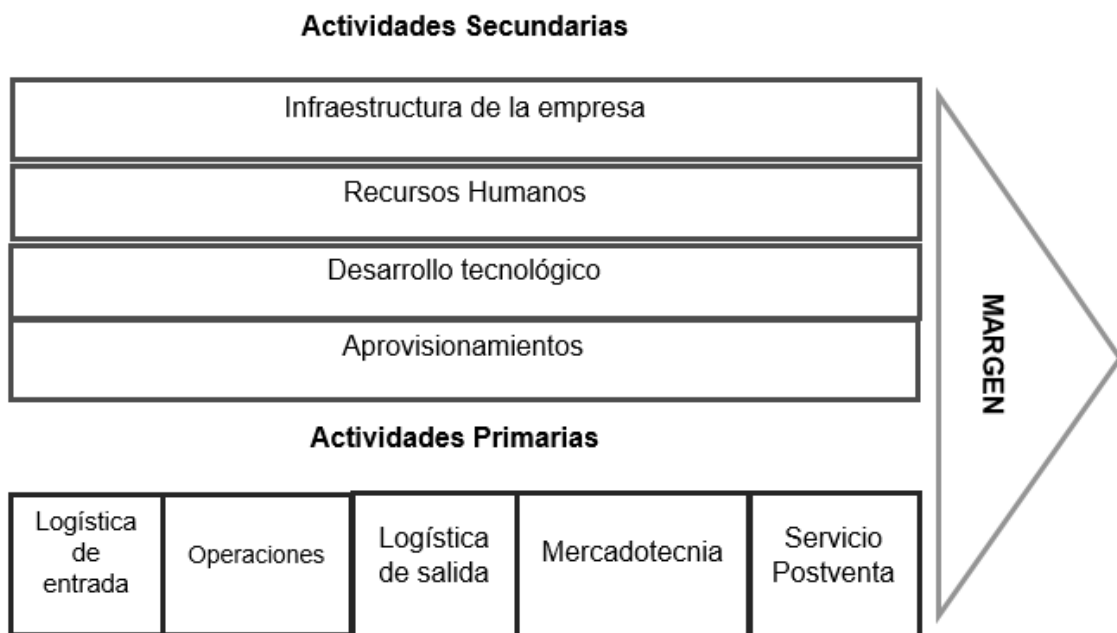 Actividades Secundarias
Infraestructura de la empresa
Recursos Humanos
Desarrollo tecnológico
Aprovisionamientos
MARGEN
Actividades Primarias
Logística
de
entrada
Operaciones
Logística
de salida
Mercadotecnia
Servicio
Postventa